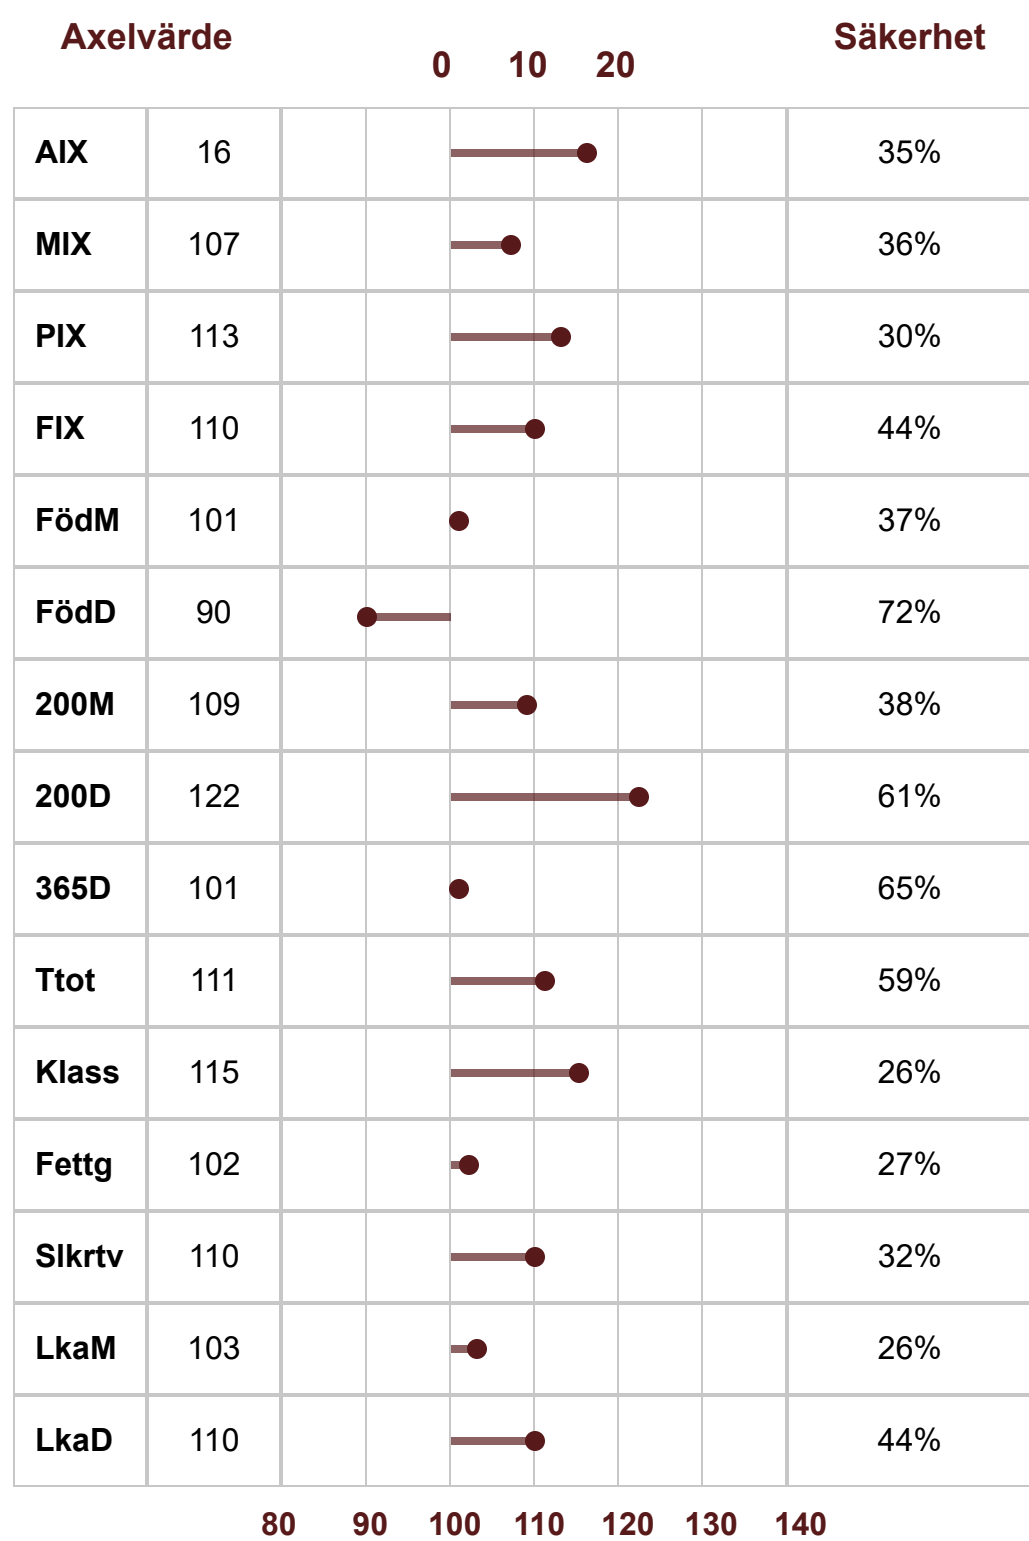 Axelvärde Säkerhet
0 10 20
AIX 16 35%
MIX 107 36%
PIX 113 30%
FIX 110 44%
FödM 101 37%
FödD 90 72%
200M 109 38%
200D 122 61%
365D 101 65%
Ttot 111 59%
Klass 115 26%
Fettg 102 27%
Slkrtv 110 32%
LkaM 103 26%
LkaD 110 44%
80 90 100 110 120 130 140